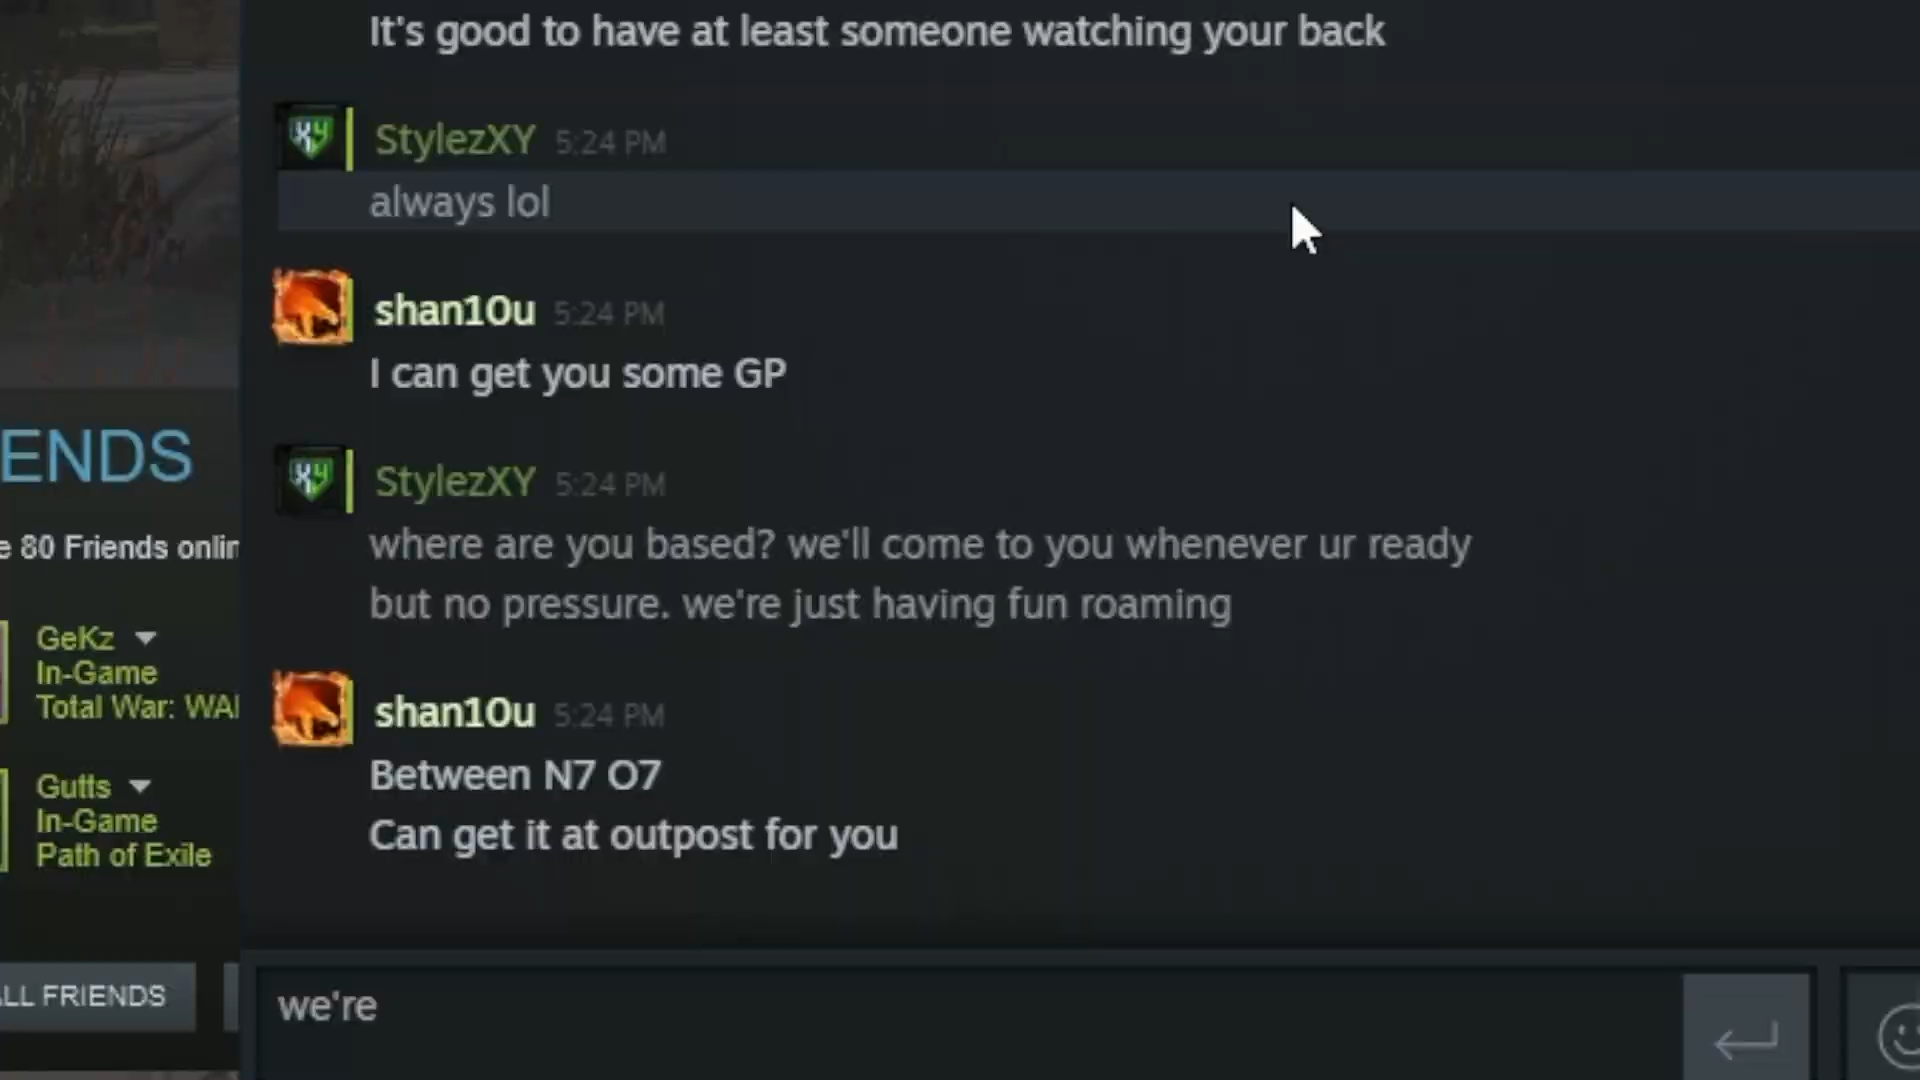 It's good to have at least someone watching your back
XY StylezXY 5:24 PM
always lol
shan10u 5:24 PM
I can get you some GP
XY StylezXY 5:24 PM
where are you based? we'll come to you whenever ur ready
but no pressure. we're just having fun roaming
shan10u 5:24 PM
Between N7 O7
Can get it at outpost for you
we're
ENDS
e 80 Friends onlin
GeKz
In-Game
Total War: WAR
Gutts
In-Game
Path of Exile
ALL FRIENDS